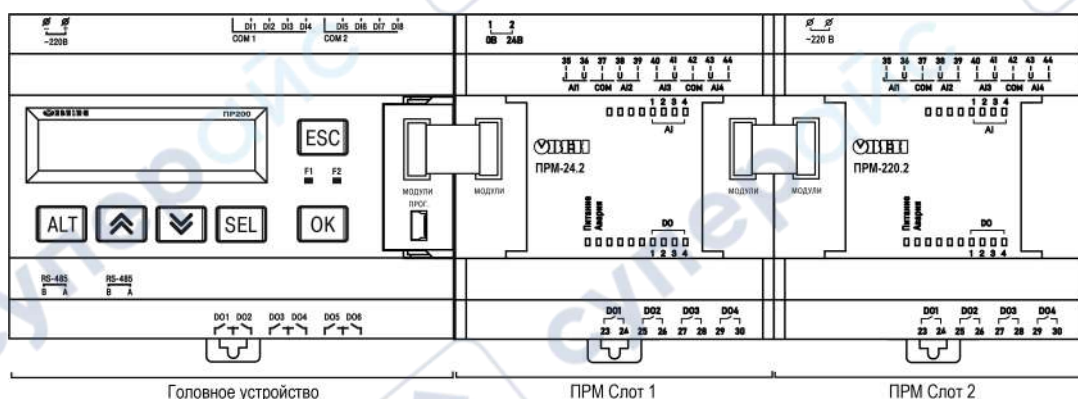 ~220В
DI1 DI2 DI3 DI4 DI5 DI6 DI7 DI8
COM 1 COM 2
1 2
0В 24В
35 36 37 38 39 40 41 42 43 44
U U U U
AI1 COM AI2 AI3 COM AI4
~220 В
35 36 37 38 39 40 41 42 43 44
U U U U
AI1 COM AI2 AI3 COM AI4
ОВЕН ПР200
ESC
F1 F2
ALT
SEL
OK
МОДУЛИ
ПРОГ.
RS-485 RS-485
B A B A
DO1 DO2 DO3 DO4 DO5 DO6
МОДУЛИ
1 2 3 4
AI
ОВЕН
ПРМ-24.2
Питание
Авария
DO
1 2 3 4
МОДУЛИ
DO1 DO2 DO3 DO4
23 24 25 26 27 28 29 30
МОДУЛИ
1 2 3 4
AI
ОВЕН
ПРМ-220.2
Питание
Авария
DO
1 2 3 4
DO1 DO2 DO3 DO4
23 24 25 26 27 28 29 30
Головное устройство ПРМ Слот 1 ПРМ Слот 2
суперайс
суперайс